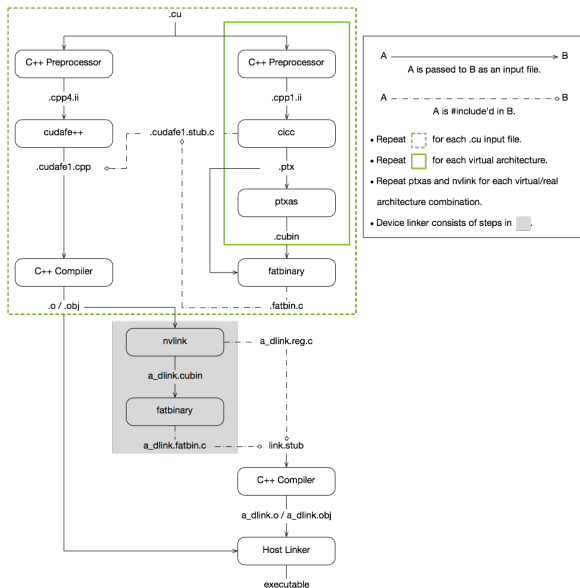 .cu
C++ Preprocessor
C++ Preprocessor
.cpp4.ii
.cpp1.ii
cudafe++
.cudafe1.stub.c
cicc
.cudafe1.cpp
.ptx
ptxas
.cubin
C++ Compiler
fatbinary
.o / .obj
.fatbin.c
nvlink
a_dlink.reg.c
a_dlink.cubin
fatbinary
a_dlink.fatbin.c
link.stub
C++ Compiler
a_dlink.o / a_dlink.obj
Host Linker
executable
A B
A is passed to B as an input file.
A B
A is #include'd in B.
• Repeat for each .cu input file.
• Repeat for each virtual architecture.
• Repeat ptxas and nvlink for each virtual/real
architecture combination.
• Device linker consists of steps in .